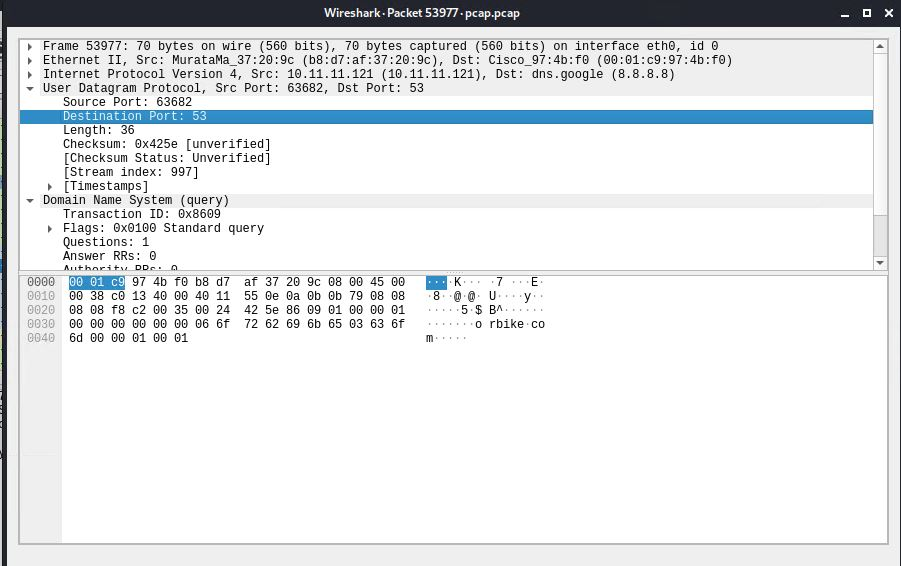 Wireshark · Packet 53977 · pcap.pcap
Frame 53977: 70 bytes on wire (560 bits), 70 bytes captured (560 bits) on interface eth0, id 0
Ethernet II, Src: MurataMa_37:20:9c (b8:d7:af:37:20:9c), Dst: Cisco_97:4b:f0 (00:01:c9:97:4b:f0)
Internet Protocol Version 4, Src: 10.11.11.121 (10.11.11.121), Dst: dns.google (8.8.8.8)
User Datagram Protocol, Src Port: 63682, Dst Port: 53
Source Port: 63682
Destination Port: 53
Length: 36
Checksum: 0x425e [unverified]
[Checksum Status: Unverified]
[Stream index: 997]
[Timestamps]
Domain Name System (query)
Transaction ID: 0x8609
Flags: 0x0100 Standard query
Questions: 1
Answer RRs: 0
Authority RRs: 0
0000 00 01 c9 97 4b f0 b8 d7 af 37 20 9c 08 00 45 00 ····K··· ·7 ···E·
0010 00 38 c0 13 40 00 40 11 55 0e 0a 0b 0b 79 08 08 ·8··@·@· U····y··
0020 08 08 f8 c2 00 35 00 24 42 5e 86 09 01 00 00 01 ·····5·$ B^······
0030 00 00 00 00 00 00 06 6f 72 62 69 6b 65 03 63 6f ·······o rbike·co
0040 6d 00 00 01 00 01 m·····